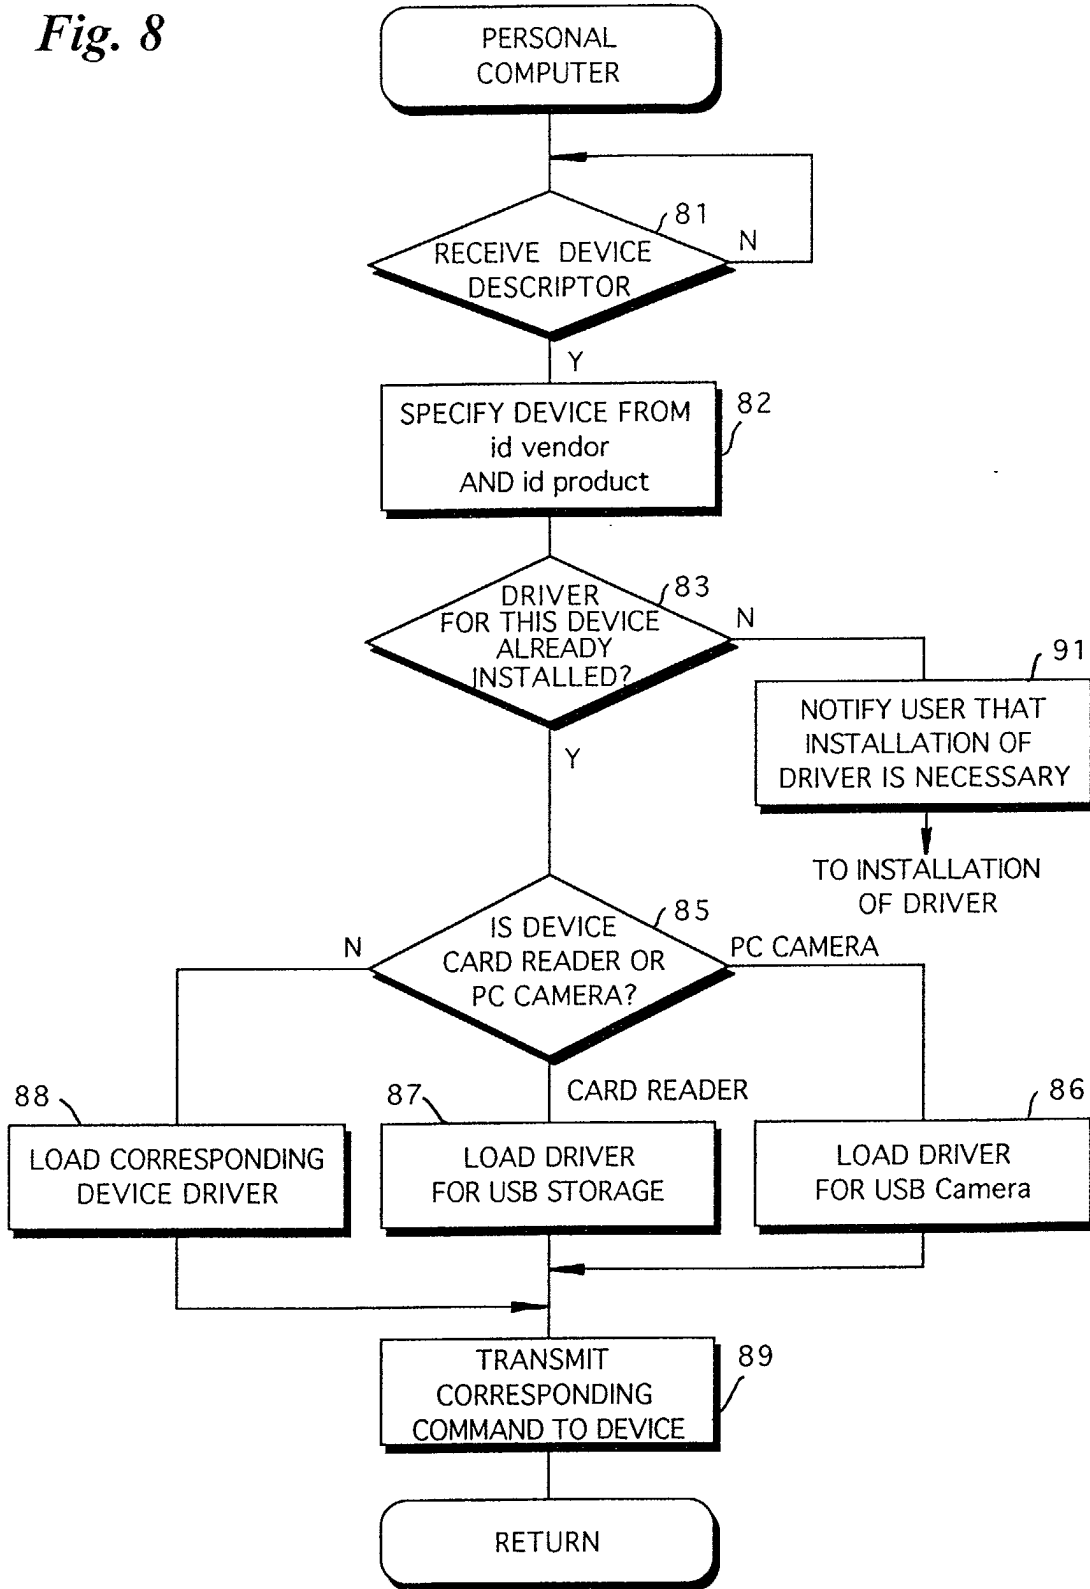 Fig. 8
PERSONAL
COMPUTER
81
RECEIVE DEVICE
DESCRIPTOR
N
Y
82
SPECIFY DEVICE FROM
id vendor
AND id product
83
DRIVER
FOR THIS DEVICE
ALREADY
INSTALLED?
N
Y
91
NOTIFY USER THAT
INSTALLATION OF
DRIVER IS NECESSARY
TO INSTALLATION
OF DRIVER
85
IS DEVICE
CARD READER OR
PC CAMERA?
N
PC CAMERA
CARD READER
88
LOAD CORRESPONDING
DEVICE DRIVER
87
LOAD DRIVER
FOR USB STORAGE
86
LOAD DRIVER
FOR USB Camera
89
TRANSMIT
CORRESPONDING
COMMAND TO DEVICE
RETURN